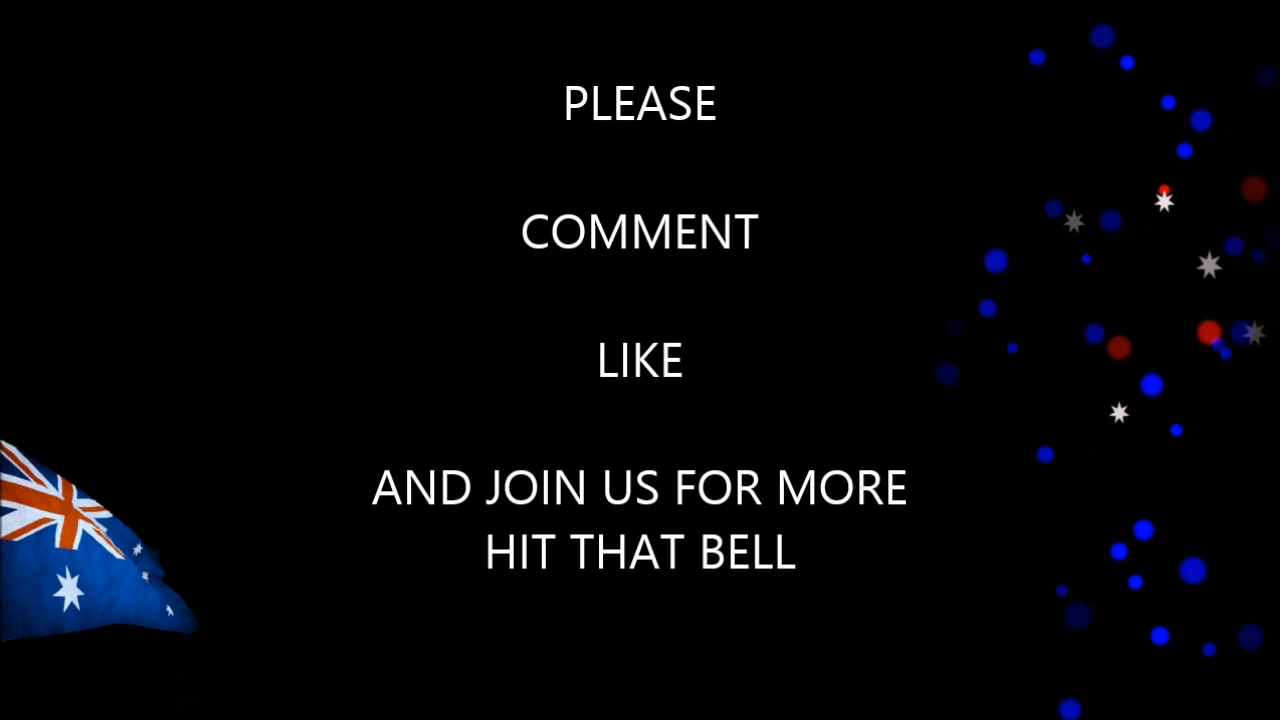 PLEASE
COMMENT
LIKE
AND JOIN US FOR MORE
HIT THAT BELL